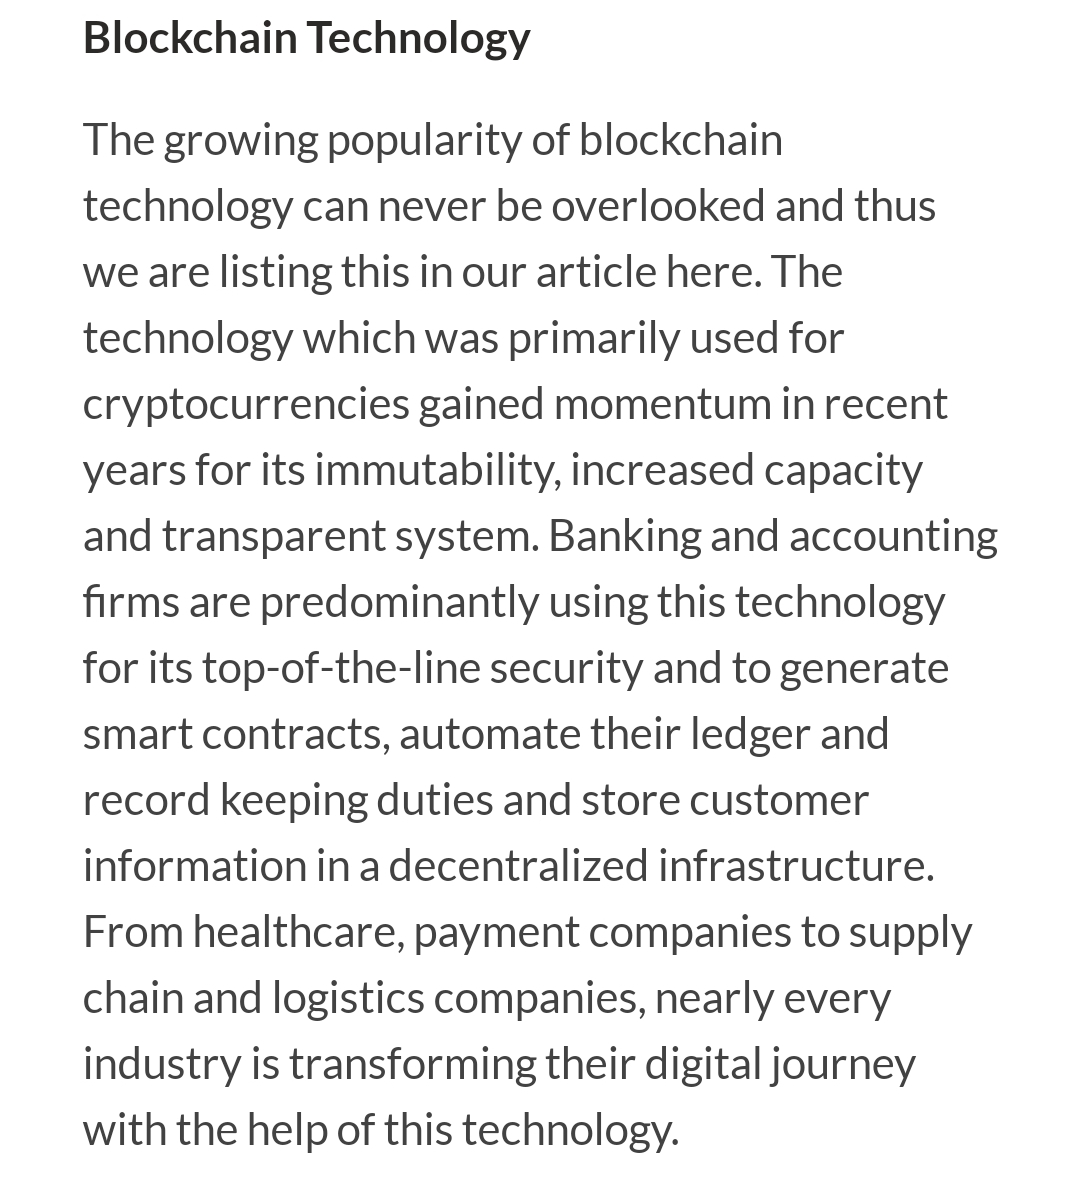 Blockchain Technology
The growing popularity of blockchain
technology can never be overlooked and thus
we are listing this in our article here. The
technology which was primarily used for
cryptocurrencies gained momentum in recent
years for its immutability, increased capacity
and transparent system. Banking and accounting
firms are predominantly using this technology
for its top-of-the-line security and to generate
smart contracts, automate their ledger and
record keeping duties and store customer
information in a decentralized infrastructure.
From healthcare, payment companies to supply
chain and logistics companies, nearly every
industry is transforming their digital journey
with the help of this technology.